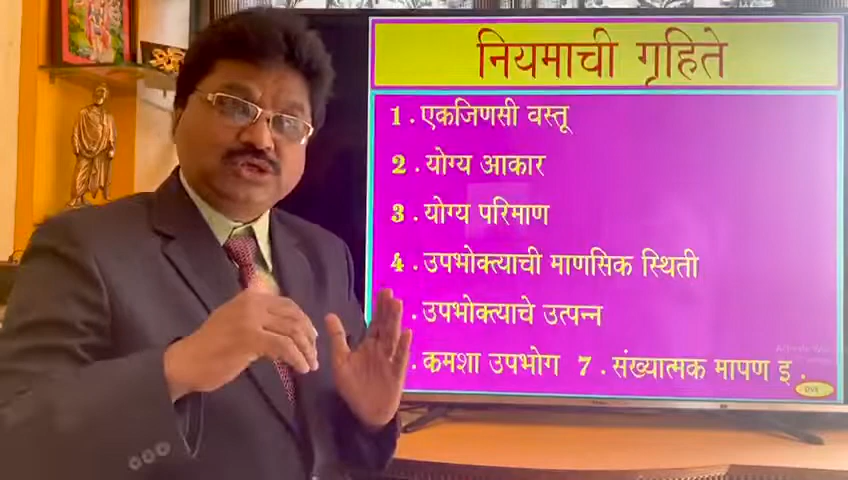 नियमाची ग्रहिते
1 . एकजिणसी वस्तू
2 . योग्य आकार
3 . योग्य परिमाण
4 . उपभोक्त्याची माणसिक स्थिती
. उपभोक्त्याचे उत्पन्न
. कमशा उपभोग 7 . संख्यात्मक मापण इ .